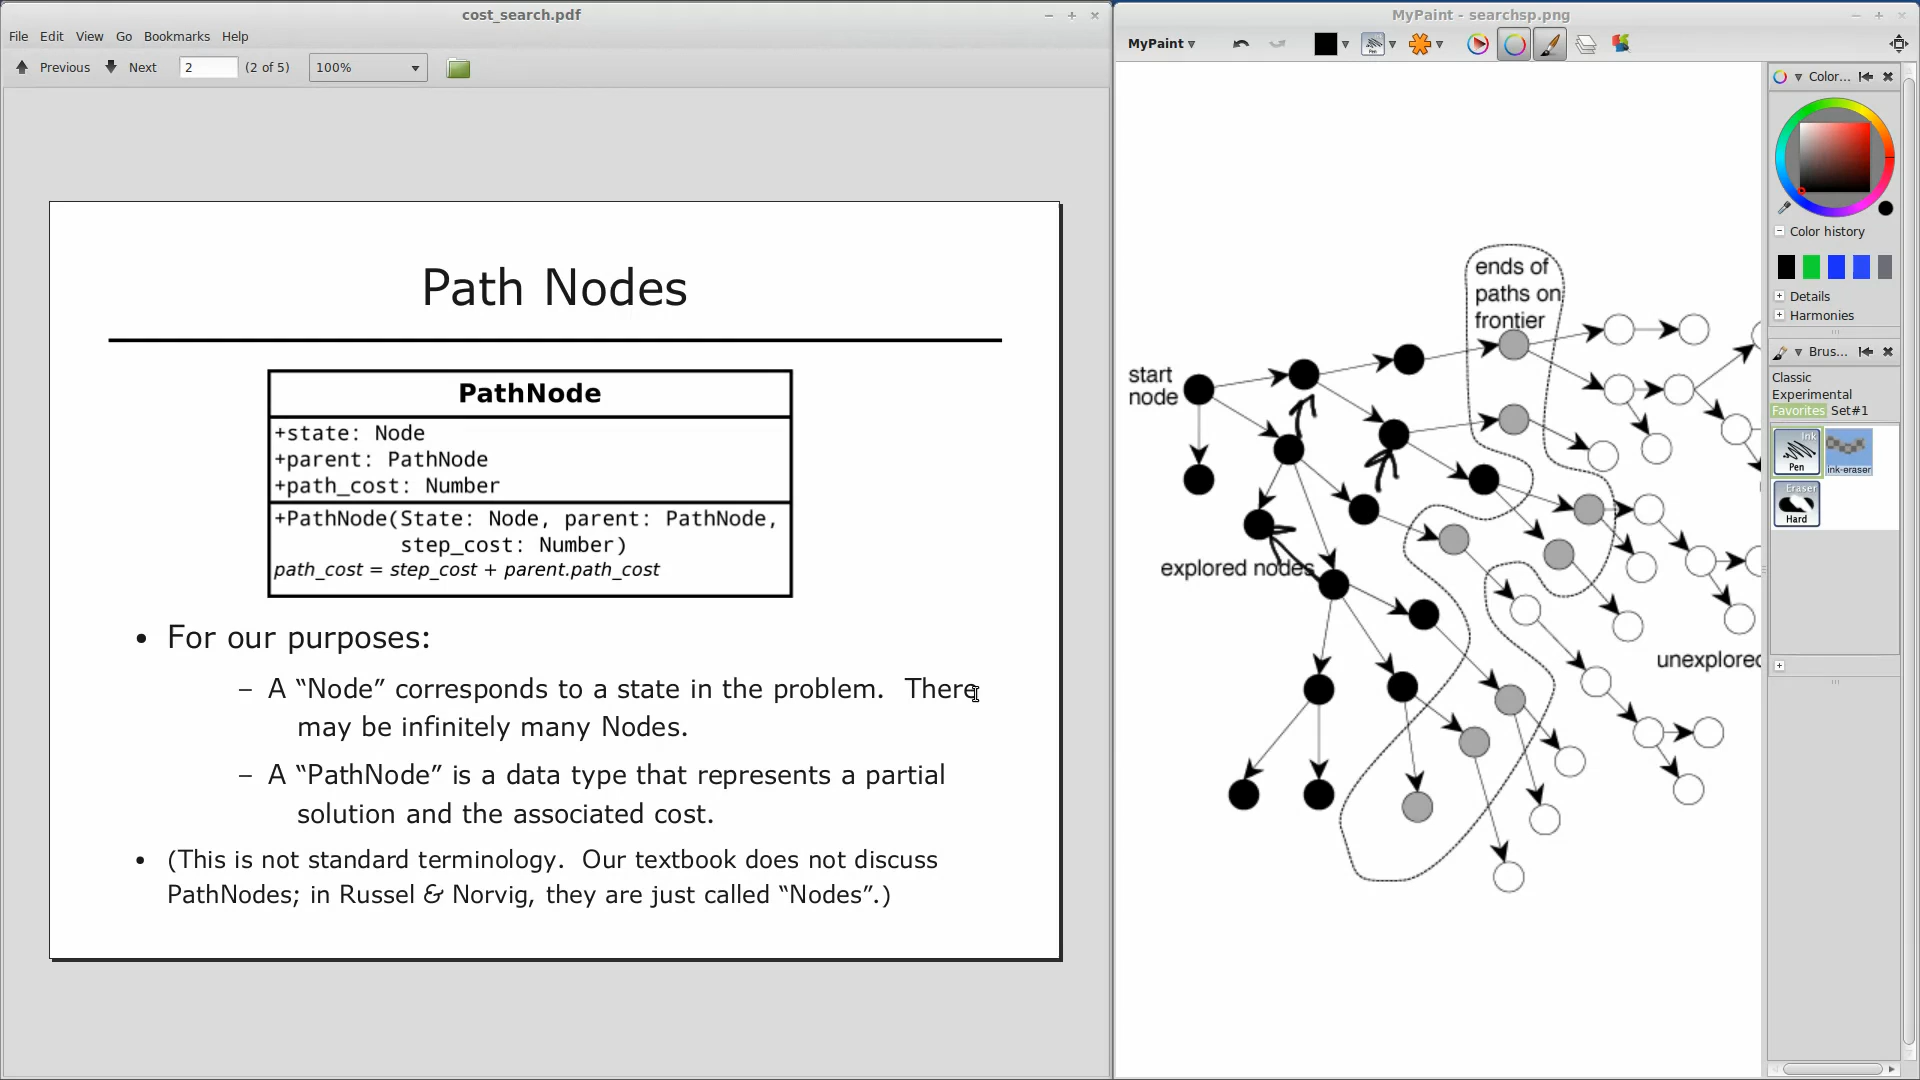 cost_search.pdf
File Edit View Go Bookmarks Help
Previous Next 2 (2 of 5) 100%
Path Nodes
PathNode
+state: Node
+parent: PathNode
+path_cost: Number
+PathNode(State: Node, parent: PathNode,
step_cost: Number)
path_cost = step_cost + parent.path_cost
• For our purposes:
– A “Node” corresponds to a state in the problem. There
may be infinitely many Nodes.
– A “PathNode” is a data type that represents a partial
solution and the associated cost.
• (This is not standard terminology. Our textbook does not discuss
PathNodes; in Russel & Norvig, they are just called “Nodes”.)
MyPaint - searchsp.png
MyPaint
Pen
ends of
paths on
frontier
start
node
explored nodes
unexplored
Color...
Color history
Details
Harmonies
Brus...
Classic
Experimental
Favorites Set#1
Ink
Pen
ink-eraser
Eraser
Hard